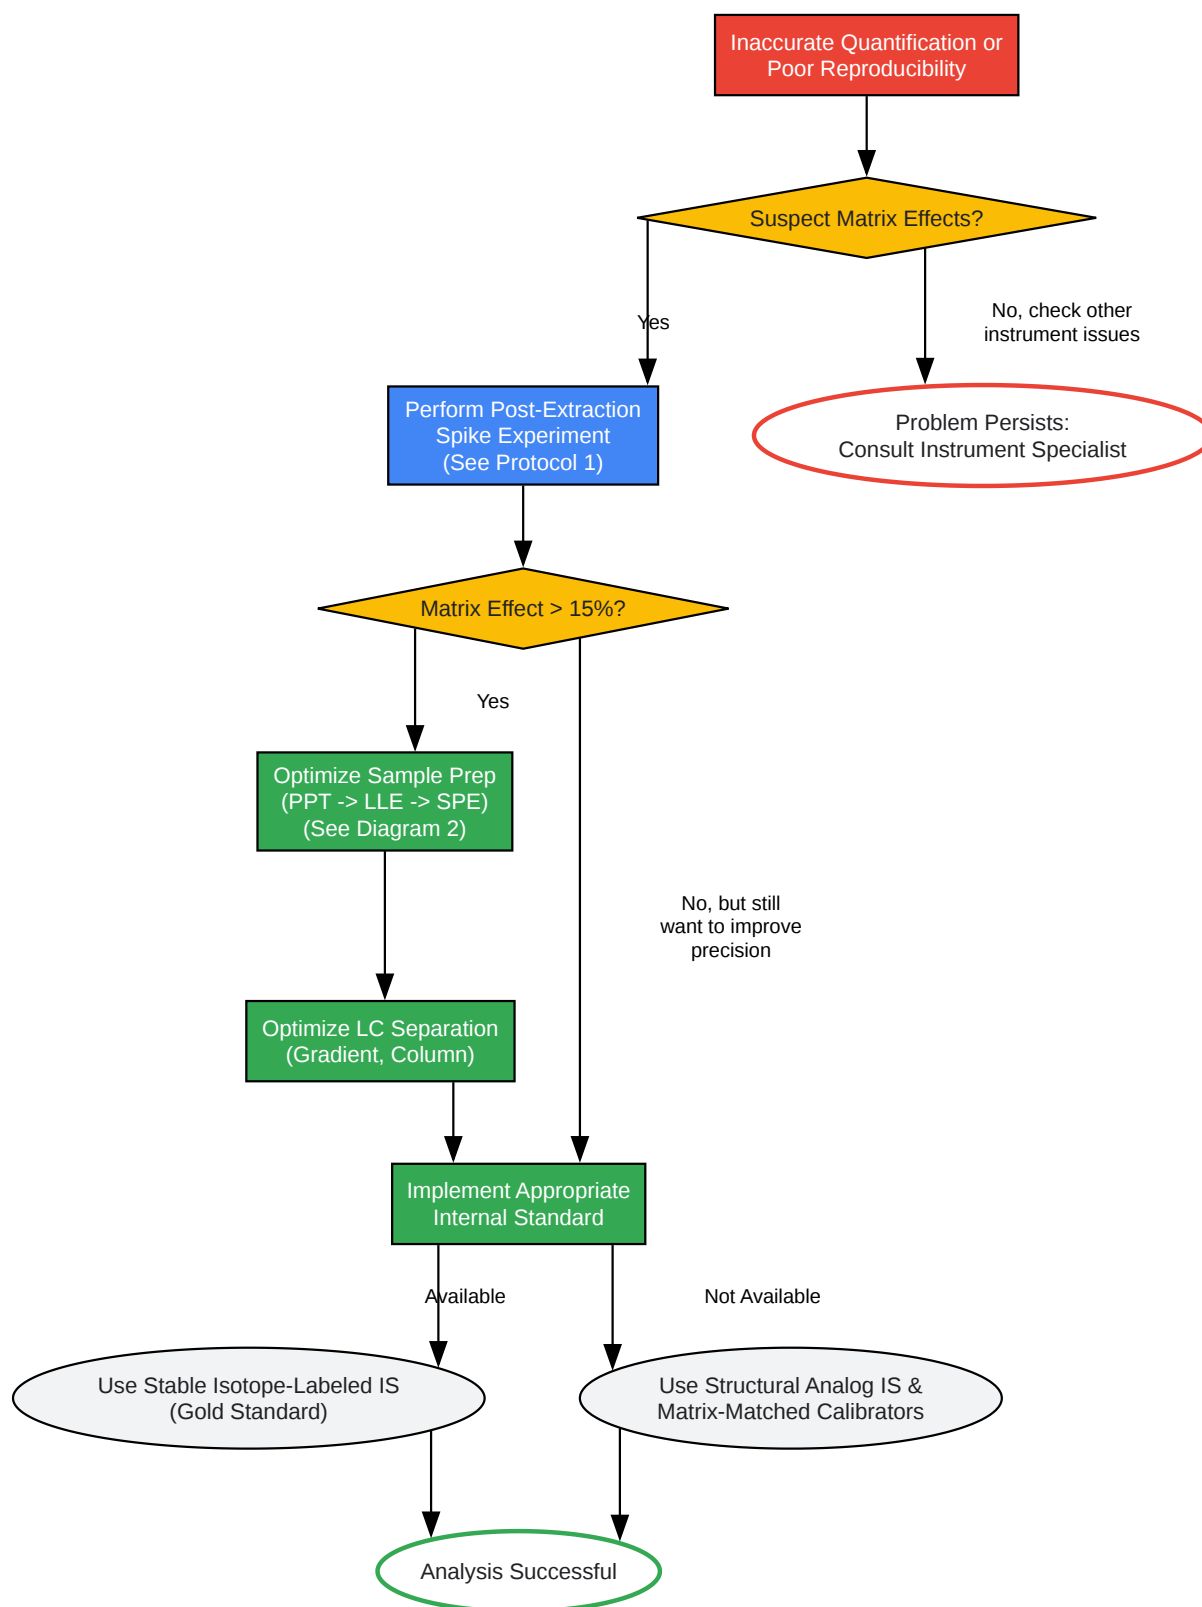 Inaccurate Quantification or
Poor Reproducibility
Suspect Matrix Effects?
Yes
No, check other
instrument issues
Perform Post-Extraction
Spike Experiment
(See Protocol 1)
Problem Persists:
Consult Instrument Specialist
Matrix Effect > 15%?
Yes
Optimize Sample Prep
(PPT -> LLE -> SPE)
(See Diagram 2)
No, but still
want to improve
precision
Optimize LC Separation
(Gradient, Column)
Implement Appropriate
Internal Standard
Available
Not Available
Use Stable Isotope-Labeled IS
(Gold Standard)
Use Structural Analog IS &
Matrix-Matched Calibrators
Analysis Successful